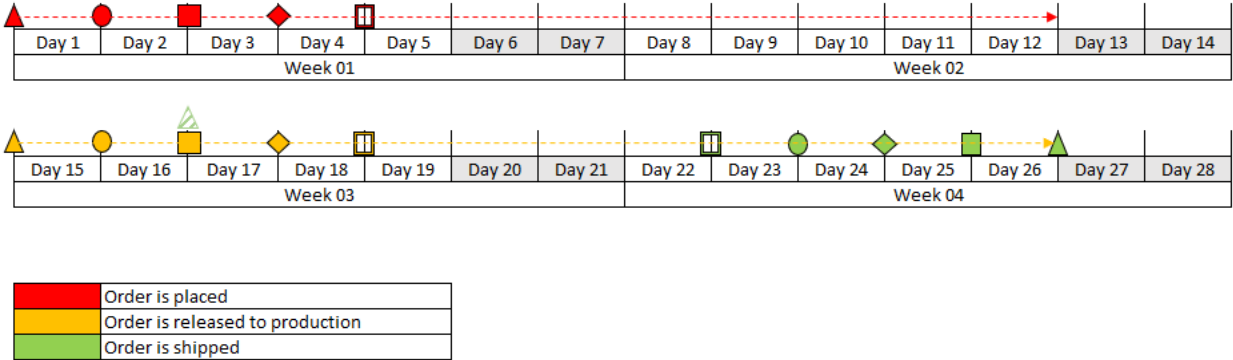 Day 1 Day 2 Day 3 Day 4 Day 5 Day 6 Day 7 Day 8 Day 9 Day 10 Day 11 Day 12 Day 13 Day 14
Week 01 Week 02
Day 15 Day 16 Day 17 Day 18 Day 19 Day 20 Day 21 Day 22 Day 23 Day 24 Day 25 Day 26 Day 27 Day 28
Week 03 Week 04
Order is placed
Order is released to production
Order is shipped